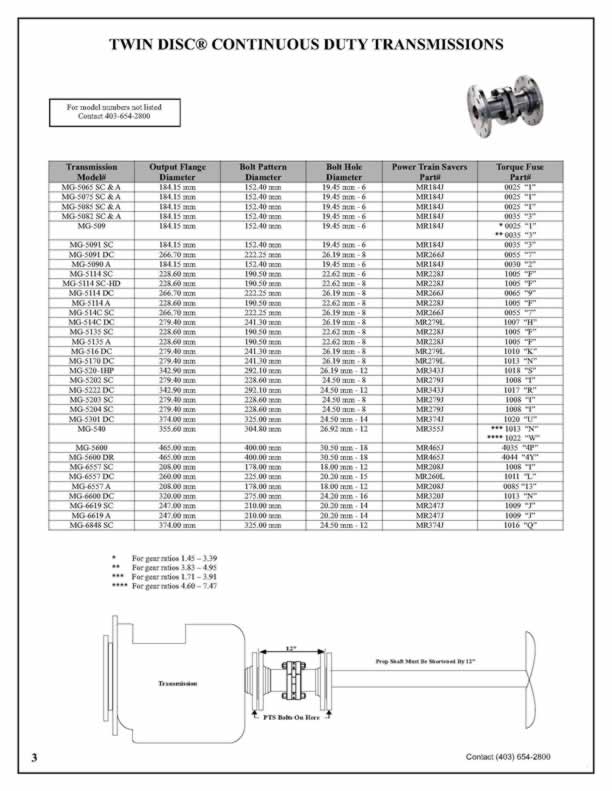 TWIN DISC® CONTINUOUS DUTY TRANSMISSIONS
For model numbers not listed
Contact 403-654-2800
Transmission Output Flange Bolt Pattern Bolt Hole Power Train Savers Torque Fuse
Model# Diameter Diameter Diameter Part# Part#
MG-5065 SC & A 184.15 mm 152.40 mm 19.45 mm - 6 MR184J 0025 "1"
MG-5075 SC & A 184.15 mm 152.40 mm 19.45 mm - 6 MR184J 0025 "1"
MG-5085 SC & A 184.15 mm 152.40 mm 19.45 mm - 6 MR184J 0025 "1"
MG-5082 SC & A 184.15 mm 152.40 mm 19.45 mm - 6 MR184J 0035 "3"
MG-509 184.15 mm 152.40 mm 19.45 mm - 6 MR184J * 0025 "1"
** 0035 "3"
MG-5091 SC 184.15 mm 152.40 mm 19.45 mm - 6 MR184J 0035 "3"
MG-5091 DC 266.70 mm 222.25 mm 26.19 mm - 8 MR266J 0055 "7"
MG-5090 A 184.15 mm 152.40 mm 19.45 mm - 6 MR184J 0030 "2"
MG-5114 SC 228.60 mm 190.50 mm 22.62 mm - 6 MR228J 1005 "F"
MG-5114 SC-HD 228.60 mm 190.50 mm 22.62 mm - 8 MR228J 1005 "F"
MG-5114 DC 266.70 mm 222.25 mm 26.19 mm - 8 MR266J 0065 "9"
MG-5114 A 228.60 mm 190.50 mm 22.62 mm - 8 MR228J 1005 "F"
MG-514C SC 266.70 mm 222.25 mm 26.19 mm - 8 MR266J 0055 "7"
MG-514C DC 279.40 mm 241.30 mm 26.19 mm - 8 MR279L 1007 "H"
MG-5135 SC 228.60 mm 190.50 mm 22.62 mm - 8 MR228J 1005 "F"
MG-5135 A 228.60 mm 190.50 mm 22.62 mm - 8 MR228J 1005 "F"
MG-516 DC 279.40 mm 241.30 mm 26.19 mm - 8 MR279L 1010 "K"
MG-5170 DC 279.40 mm 241.30 mm 26.19 mm - 8 MR279L 1013 "N"
MG-520-1HP 342.90 mm 292.10 mm 26.19 mm - 12 MR343J 1018 "S"
MG-5202 SC 279.40 mm 228.60 mm 24.50 mm - 8 MR279J 1008 "I"
MG-5222 DC 342.90 mm 292.10 mm 24.50 mm - 12 MR343J 1017 "R"
MG-5203 SC 279.40 mm 228.60 mm 24.50 mm - 8 MR279J 1008 "I"
MG-5204 SC 279.40 mm 228.60 mm 24.50 mm - 8 MR279J 1008 "I"
MG-5301 DC 374.00 mm 325.00 mm 24.50 mm - 14 MR374J 1020 "U"
MG-540 355.60 mm 304.80 mm 26.92 mm - 12 MR355J *** 1013 "N"
**** 1022 "W"
MG-5600 465.00 mm 400.00 mm 30.50 mm - 18 MR465J 4035 "4P"
MG-5600 DR 465.00 mm 400.00 mm 30.50 mm - 18 MR465J 4044 "4Y"
MG-6557 SC 208.00 mm 178.00 mm 18.00 mm - 12 MR208J 1008 "I"
MG-6557 DC 260.00 mm 225.00 mm 20.20 mm - 15 MR260L 1011 "L"
MG-6557 A 208.00 mm 178.00 mm 18.00 mm - 12 MR208J 0085 "13"
MG-6600 DC 320.00 mm 275.00 mm 24.20 mm - 16 MR320J 1013 "N"
MG-6619 SC 247.00 mm 210.00 mm 20.20 mm - 14 MR247J 1009 "J"
MG-6619 A 247.00 mm 210.00 mm 20.20 mm - 14 MR247J 1009 "J"
MG-6848 SC 374.00 mm 325.00 mm 24.50 mm - 12 MR374J 1016 "Q"
* For gear ratios 1.45 – 3.39
** For gear ratios 3.83 – 4.95
*** For gear ratios 1.71 – 3.91
**** For gear ratios 4.60 – 7.47
12"
Prop Shaft Must Be Shortened By 12"
Transmission
PTS Bolts On Here
3
Contact (403) 654-2800